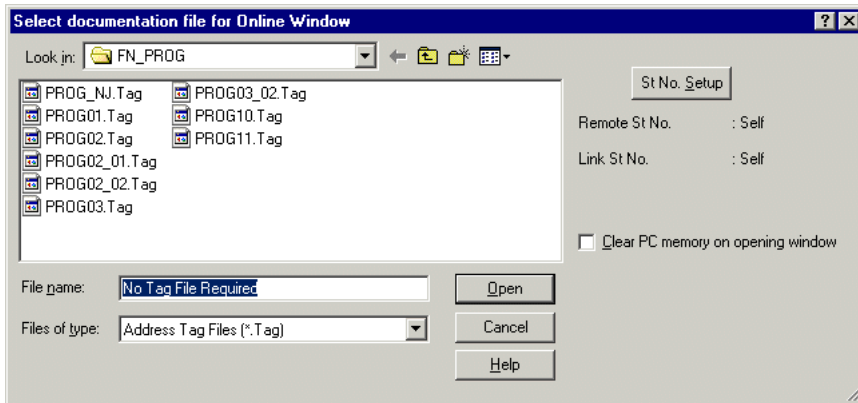 Select documentation file for Online Window
Look in: FN_PROG
PROG_NJ.Tag
PROG01.Tag
PROG02.Tag
PROG02_01.Tag
PROG02_02.Tag
PROG03.Tag
PROG03_02.Tag
PROG10.Tag
PROG11.Tag
St No. Setup
Remote St No. : Self
Link St No. : Self
Clear PC memory on opening window
File name: No Tag File Required
Open
Files of type: Address Tag Files (*.Tag)
Cancel
Help